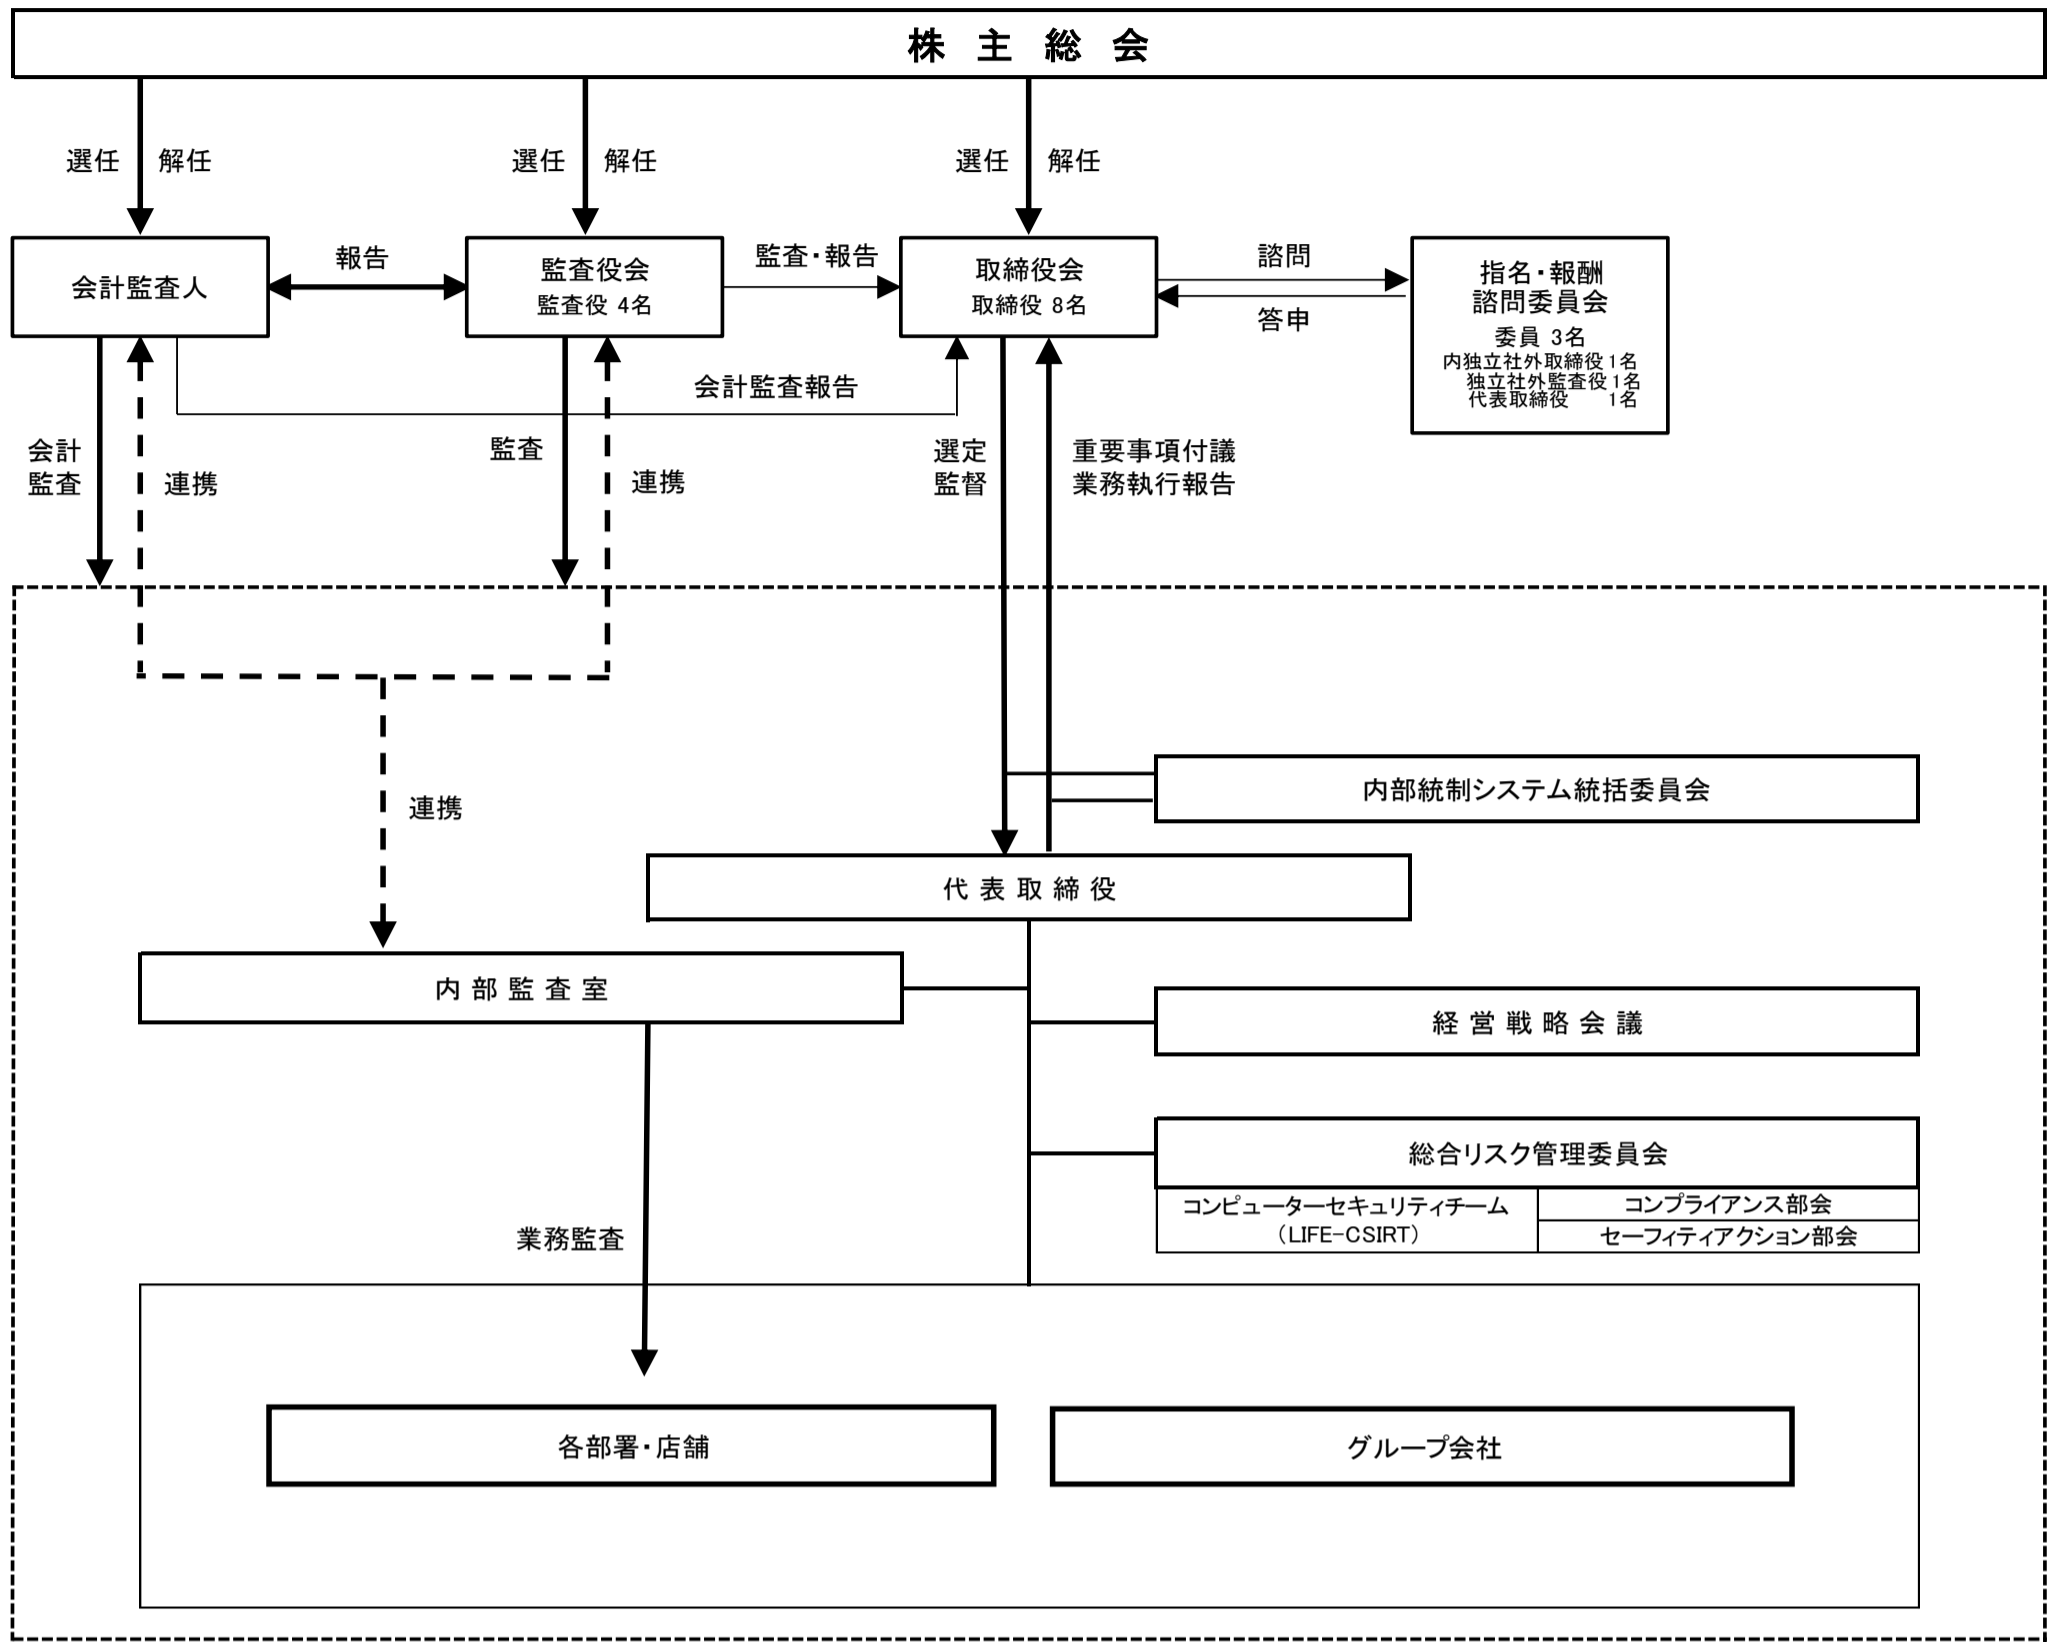 株 主 総 会
選任 解任
選任 解任
選任 解任
会計監査人
報告
監査役会
監査役 4名
監査・報告
取締役会
取締役 8名
諮問
答申
指名・報酬
諮問委員会
委員 3名
内独立社外取締役 1名
独立社外監査役 1名
代表取締役 1名
会計監査報告
会計
監査
連携
監査
連携
選定
監督
重要事項付議
業務執行報告
連携
内部統制システム統括委員会
代 表 取 締 役
内 部 監 査 室
経 営 戦 略 会 議
総合リスク管理委員会
コンピューターセキュリティチーム
（LIFE-CSIRT）
コンプライアンス部会
セーフィティアクション部会
業務監査
各部署・店舗
グループ会社